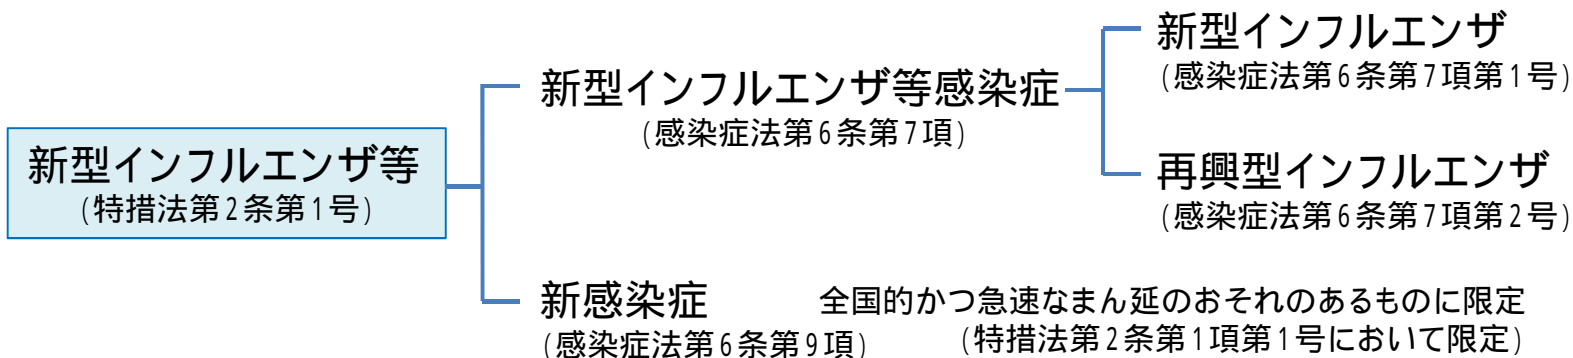 新型インフルエンザ等
(特措法第2条第1号)
新型インフルエンザ等感染症
(感染症法第6条第7項)
新型インフルエンザ
(感染症法第6条第7項第1号)
再興型インフルエンザ
(感染症法第6条第7項第2号)
新感染症
(感染症法第6条第9項)
全国的かつ急速なまん延のおそれのあるものに限定
(特措法第2条第1項第1号において限定)